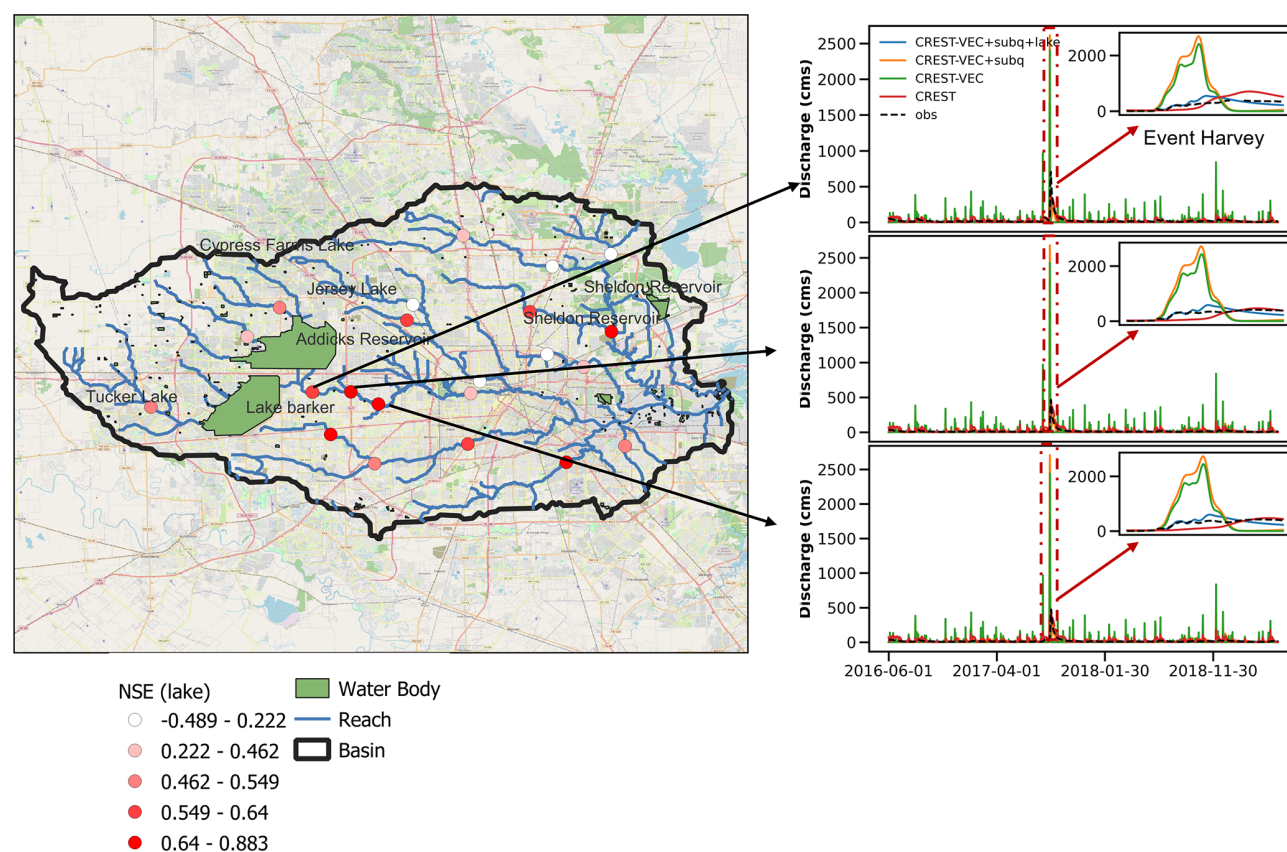 Cypress Farms Lake
Jersey Lake
Sheldon Reservoir
Sheldon Reservoir
Addicks Reservoir
Tucker Lake
Lake barker
NSE (lake)
-0.489 - 0.222
0.222 - 0.462
0.462 - 0.549
0.549 - 0.64
0.64 - 0.883
Water Body
Reach
Basin
Discharge (cms)
2500
2000
1500
1000
500
0
CREST-VEC+subq+lake
CREST-VEC+subq
CREST-VEC
CREST
obs
2000
0
Event Harvey
Discharge (cms)
2500
2000
1500
1000
500
0
2000
0
Discharge (cms)
2500
2000
1500
1000
500
0
2000
0
2016-06-01 2017-04-01 2018-01-30 2018-11-30